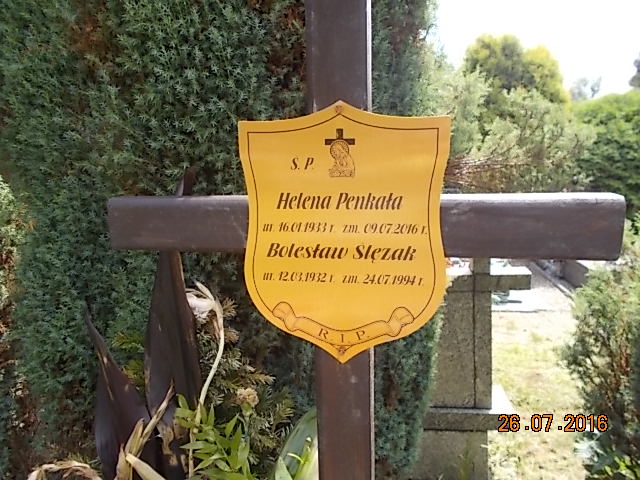 Ś. P.
Helena Penkała
ur. 16.01.1933 r. zm. 09.07.2016 r.
Bolesław Ślęzak
ur. 12.03.1932 r. zm. 24.07.1994 r.
R. I. P.
26.07.2016